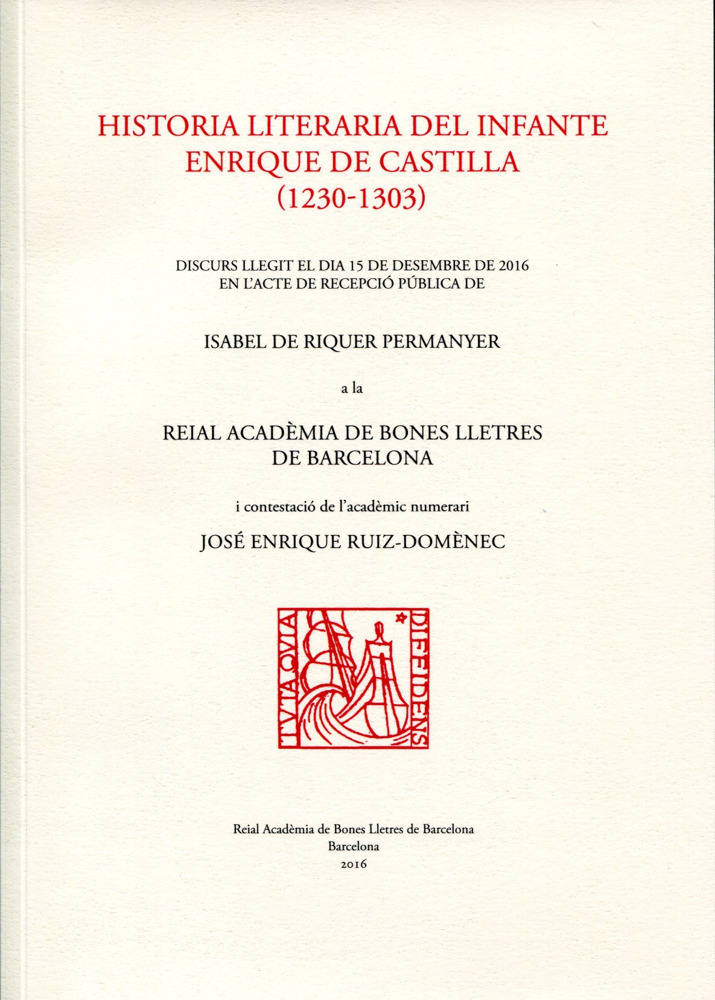 HISTORIA LITERARIA DEL INFANTE
ENRIQUE DE CASTILLA
(1230-1303)
DISCURS LLEGIT EL DIA 15 DE DESEMBRE DE 2016
EN L'ACTE DE RECEPCIÓ PÚBLICA DE
ISABEL DE RIQUER PERMANYER
a la
REIAL ACADÈMIA DE BONES LLETRES
DE BARCELONA
i contestació de l'acadèmic numerari
JOSÉ ENRIQUE RUIZ-DOMÈNEC
TVTA QVIA
DIFFIDENS
Reial Acadèmia de Bones Lletres de Barcelona
Barcelona
2016